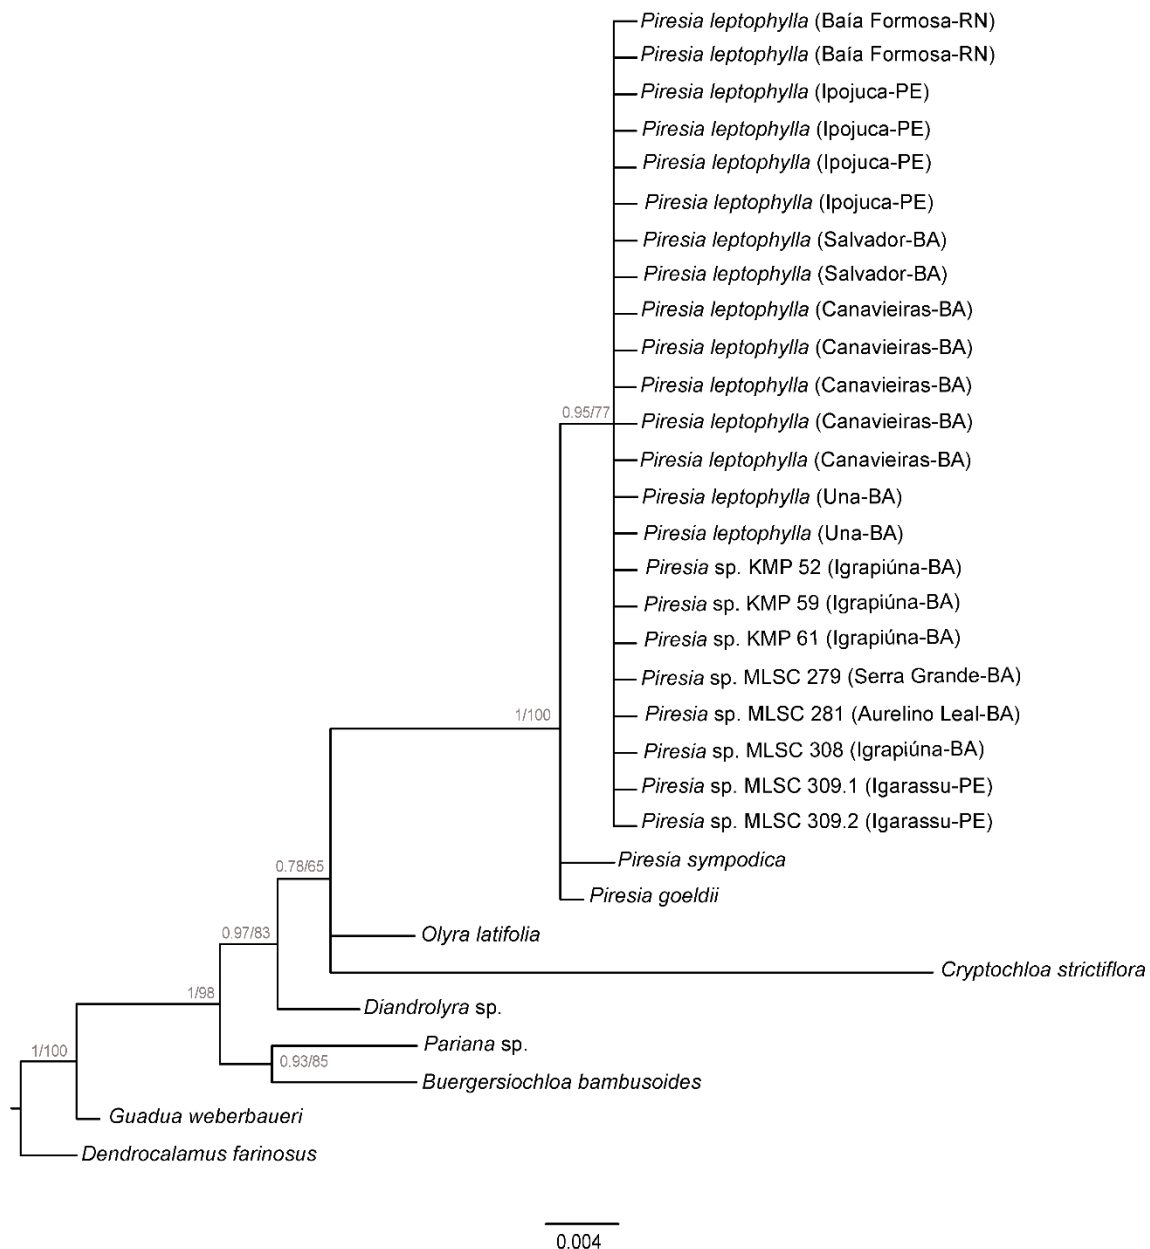 Piresia leptophylla (Baía Formosa-RN)
Piresia leptophylla (Baía Formosa-RN)
Piresia leptophylla (Ipojuca-PE)
Piresia leptophylla (Ipojuca-PE)
Piresia leptophylla (Ipojuca-PE)
Piresia leptophylla (Ipojuca-PE)
Piresia leptophylla (Salvador-BA)
Piresia leptophylla (Salvador-BA)
Piresia leptophylla (Canavieiras-BA)
Piresia leptophylla (Canavieiras-BA)
Piresia leptophylla (Canavieiras-BA)
0.95/77
Piresia leptophylla (Canavieiras-BA)
Piresia leptophylla (Canavieiras-BA)
Piresia leptophylla (Una-BA)
Piresia leptophylla (Una-BA)
Piresia sp. KMP 52 (Igrapiúna-BA)
Piresia sp. KMP 59 (Igrapiúna-BA)
Piresia sp. KMP 61 (Igrapiúna-BA)
Piresia sp. MLSC 279 (Serra Grande-BA)
1/100
Piresia sp. MLSC 281 (Aurelino Leal-BA)
Piresia sp. MLSC 308 (Igrapiúna-BA)
Piresia sp. MLSC 309.1 (Igarassu-PE)
Piresia sp. MLSC 309.2 (Igarassu-PE)
Piresia sympodica
0.78/65
Piresia goeldii
0.97/83
Olyra latifolia
Cryptochloa strictiflora
1/98
Diandrolyra sp.
Pariana sp.
1/100
0.93/85
Buergersiochloa bambusoides
Guadua weberbaueri
Dendrocalamus farinosus
0.004